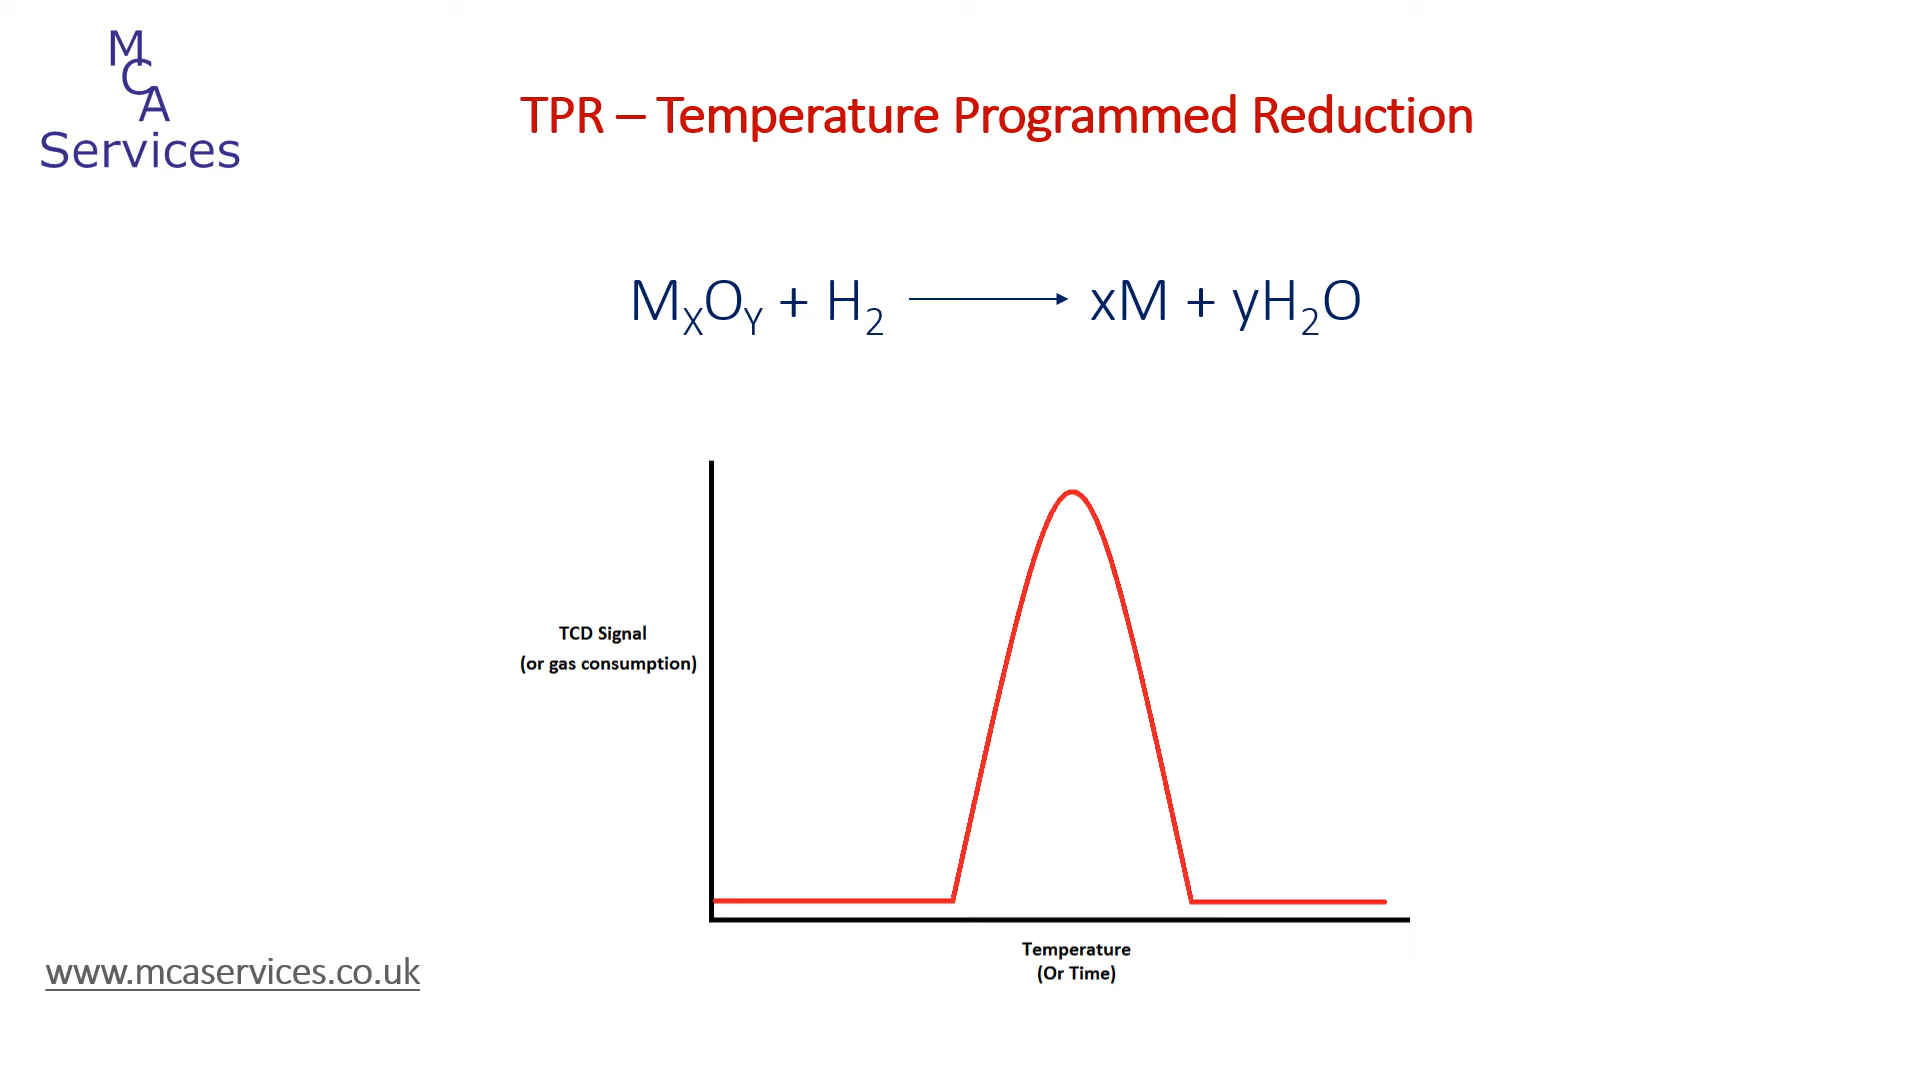 M
C
A
Services
TPR – Temperature Programmed Reduction
MXOY + H2 ⟶ xM + yH2O
TCD Signal
(or gas consumption)
Temperature
(Or Time)
www.mcaservices.co.uk